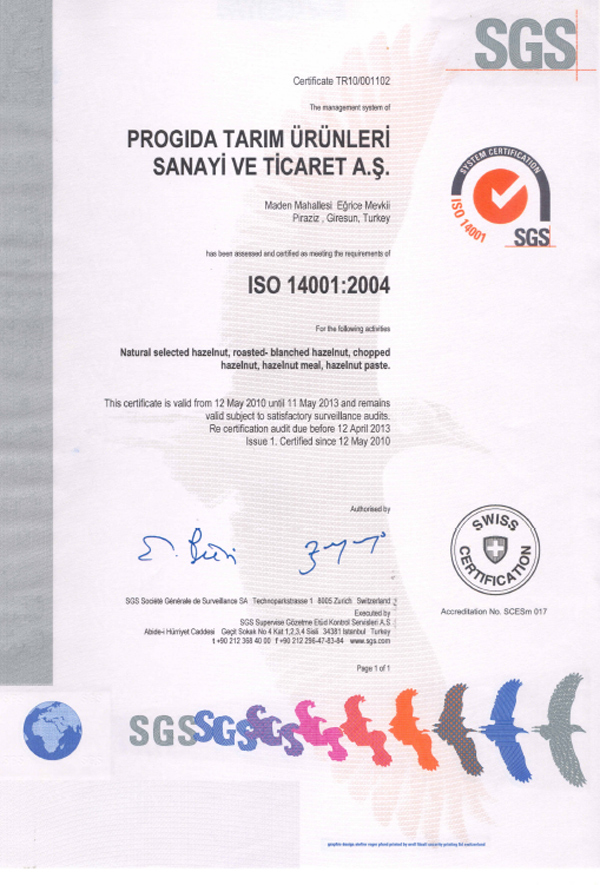 SGS
Certificate TR10/001102
The management system of
PROGIDA TARIM ÜRÜNLERİ
SANAYİ VE TİCARET A.Ş.
Maden Mahallesi Eğrice Mevkii
Piraziz , Giresun, Turkey
SYSTEM CERTIFICATION
ISO 14001
SGS
has been assessed and certified as meeting the requirements of
ISO 14001:2004
For the following activities
Natural selected hazelnut, roasted- blanched hazelnut, chopped
hazelnut, hazelnut meal, hazelnut paste.
This certificate is valid from 12 May 2010 until 11 May 2013 and remains
valid subject to satisfactory surveillance audits.
Re certification audit due before 12 April 2013
Issue 1. Certified since 12 May 2010
Authorised by
SWISS
CERTIFICATION
SGS Société Générale de Surveillance SA Technoparkstrasse 1 8005 Zurich Switzerland
Executed by
SGS Supervise Gözetme Etüd Kontrol Servisleri A.S
Abide-i Hürriyet Caddesi Geçit Sokak No 4 Kat 1,2,3,4 Sisli 34381 Istanbul Turkey
t +90 212 368 40 00 f +90 212 296-47-83-84 www.sgs.com
Accreditation No. SCESm 017
Page 1 of 1
SGS SGS SGS